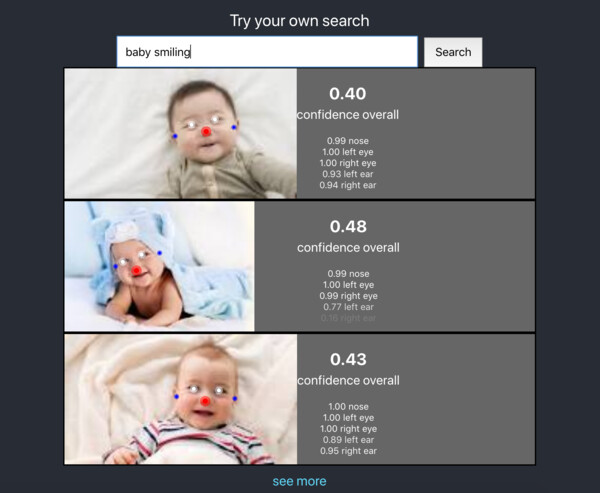 Try your own search
baby smiling
Search
0.40
confidence overall
0.99 nose
1.00 left eye
1.00 right eye
0.93 left ear
0.94 right ear
0.48
confidence overall
0.99 nose
1.00 left eye
0.99 right eye
0.77 left ear
0.16 right ear
0.43
confidence overall
1.00 nose
1.00 left eye
1.00 right eye
0.89 left ear
0.95 right ear
see more